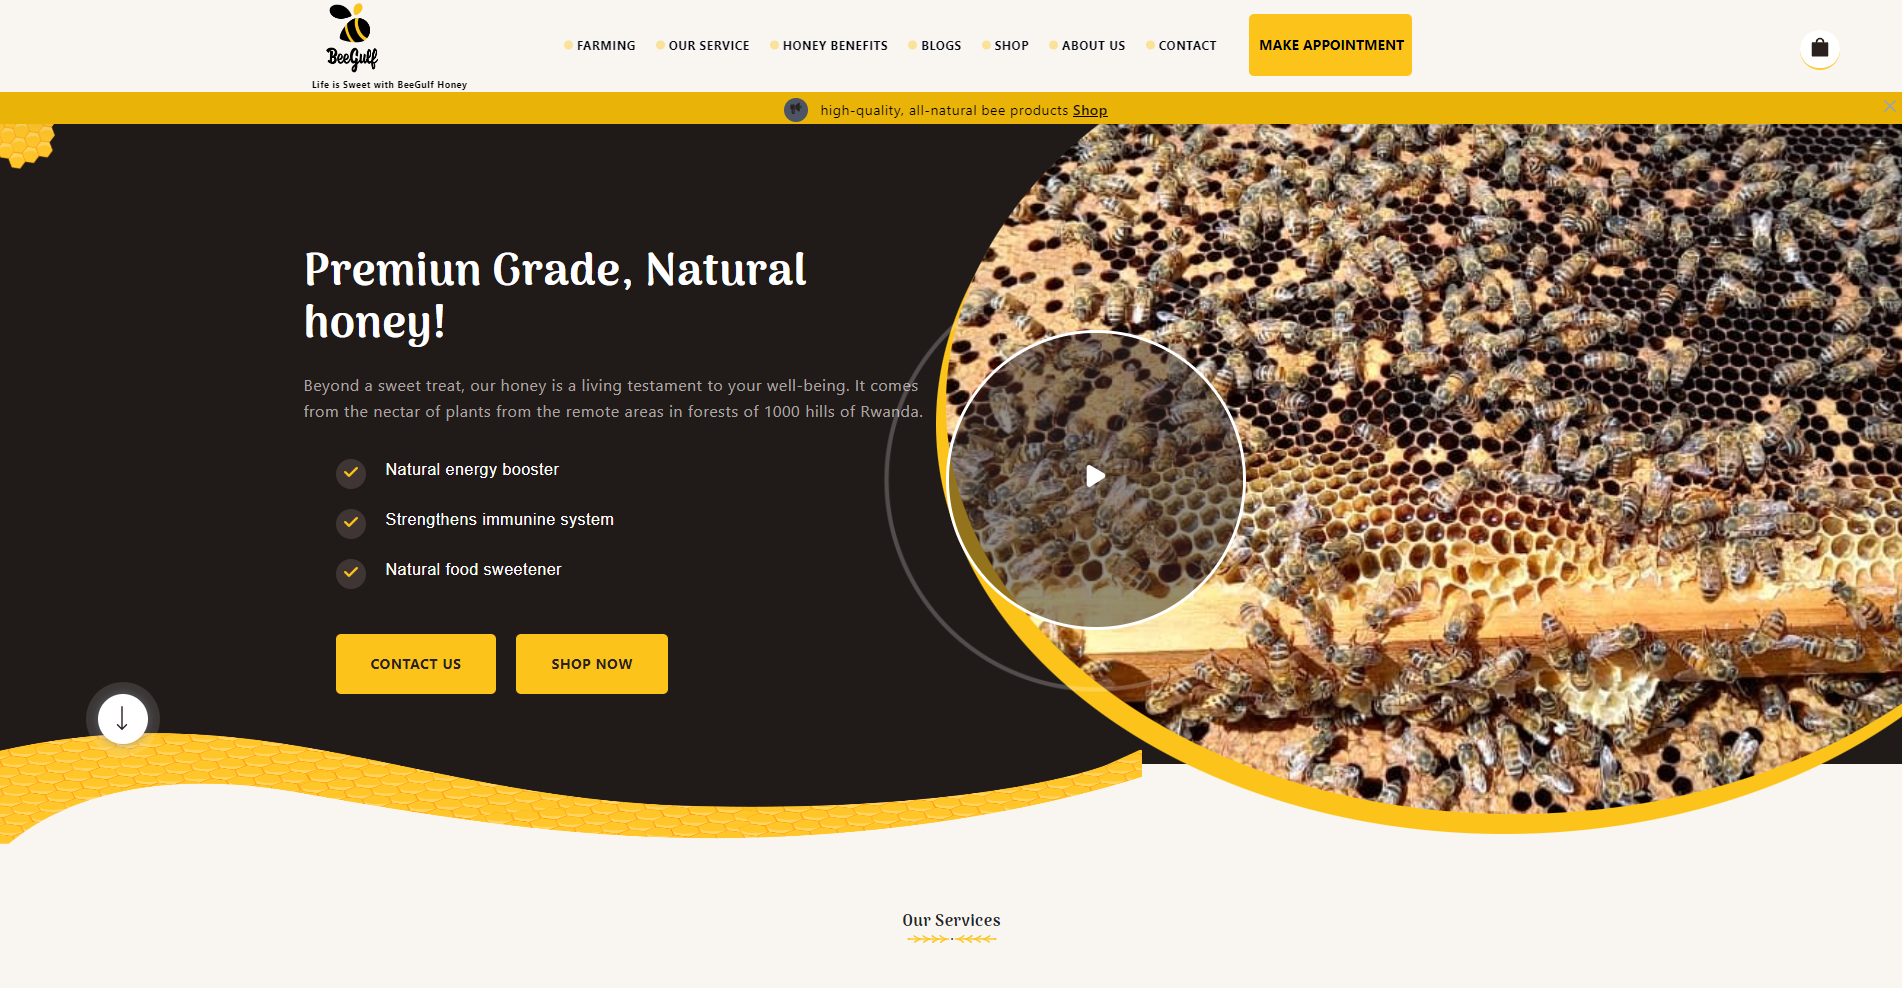 BeeGulf
Life is Sweet with BeeGulf Honey
FARMING
OUR SERVICE
HONEY BENEFITS
BLOGS
SHOP
ABOUT US
CONTACT
MAKE APPOINTMENT
high-quality, all-natural bee products Shop
Premiun Grade, Natural
honey!
Beyond a sweet treat, our honey is a living testament to your well-being. It comes
from the nectar of plants from the remote areas in forests of 1000 hills of Rwanda.
Natural energy booster
Strengthens immunine system
Natural food sweetener
CONTACT US
SHOP NOW
Our Services